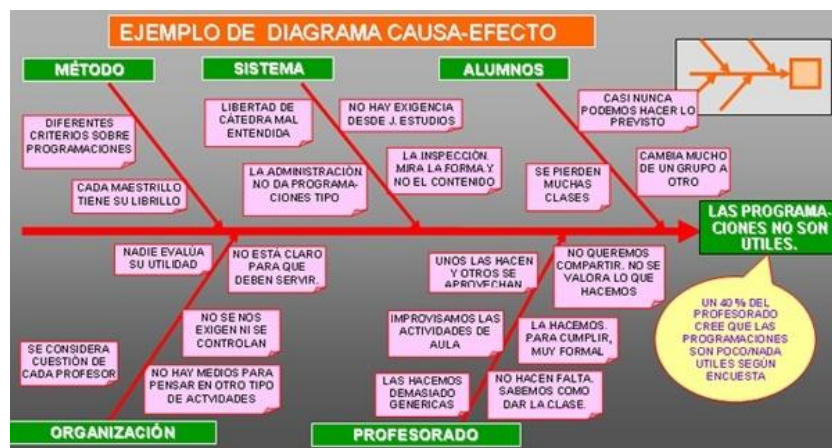 EJEMPLO DE DIAGRAMA CAUSA-EFECTO
MÉTODO
SISTEMA
ALUMNOS
DIFERENTES
CRITERIOS SOBRE
PROGRAMACIONES
CADA MAESTRILLO
TIENE SU LIBRILLO
LIBERTAD DE
CÁTEDRA MAL
ENTENDIDA
LA ADMINISTRACIÓN.
NO DA PROGRAMA-
CIONES TIPO
NO HAY EXIGENCIA
DESDE J. ESTUDIOS
LA INSPECCIÓN.
MIRA LA FORMA.Y
NO EL CONTENIDO
CASI NUNCA
PODEMOS HACER LO
PREVISTO
SE PIERDEN
MUCHAS
CLASES
CAMBIA MUCHO
DE UN GRUPO A
OTRO
LAS PROGRAMA-
CIONES NO SON
ÚTILES.
NADIE EVALÚA
SU UTILIDAD
NO ESTÁ CLARO
PARA QUE
DEBEN SERVIR.
NO SE NOS
EXIGEN NI SE
CONTROLAN
SE CONSIDERA
CUESTIÓN DE
CADA PROFESOR
NO HAY MEDIOS PARA
PENSAR EN OTRO TIPO
DE ACTVIDADES
UNOS LAS HACEN
Y OTROS SE
APROVECHAN
NO QUEREMOS
COMPARTIR. NO SE
VALORA LO QUE
HACEMOS
IMPROVISAMOS LAS
ACTIVIDADES DE
AULA
LA HACEMOS.
PARA CUMPLIR,
MUY FORMAL
LAS HACEMOS
DEMASIADO
GENÉRICAS
NO HACEN FALTA.
SABEMOS COMO
DAR LA CLASE.
UN 40 % DEL
PROFESORADO
CREE QUE LAS
PROGRAMACIONES
SON POCO/NADA
UTILES SEGÚN
ENCUESTA
ORGANIZACIÓN
PROFESORADO